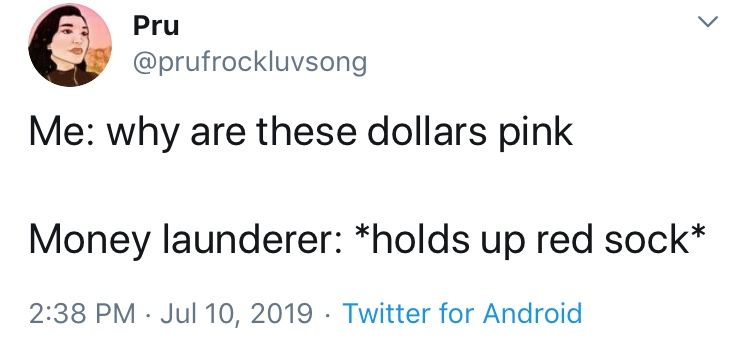 Pru
@prufrockluvsong
Me: why are these dollars pink
Money launderer: *holds up red sock*
2:38 PM · Jul 10, 2019 · Twitter for Android